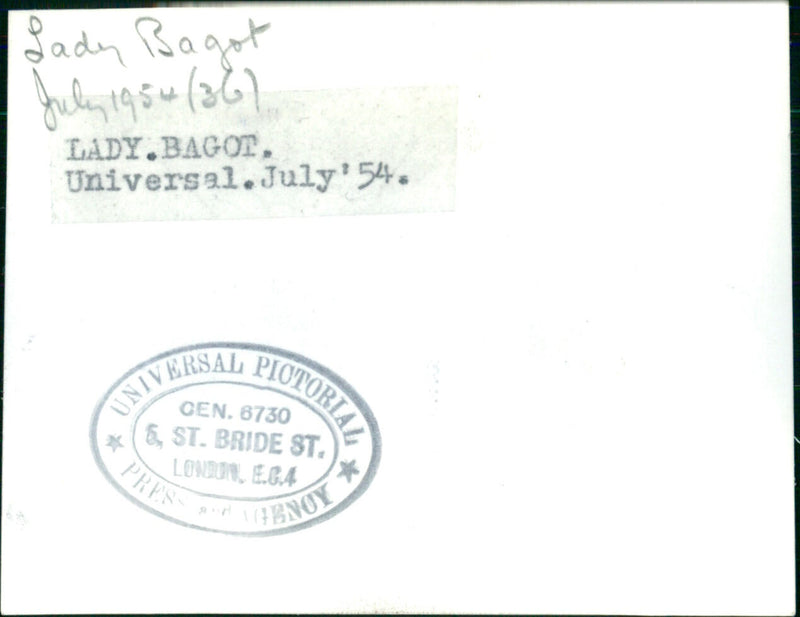 Lady Bagot
July 1954 (36)
LADY.BAGOT.
Universal.July'54.
UNIVERSAL PICTORIAL
CEN. 6730
5, ST. BRIDE ST.
LONDON, E.C.4
PRESS and AGENCY